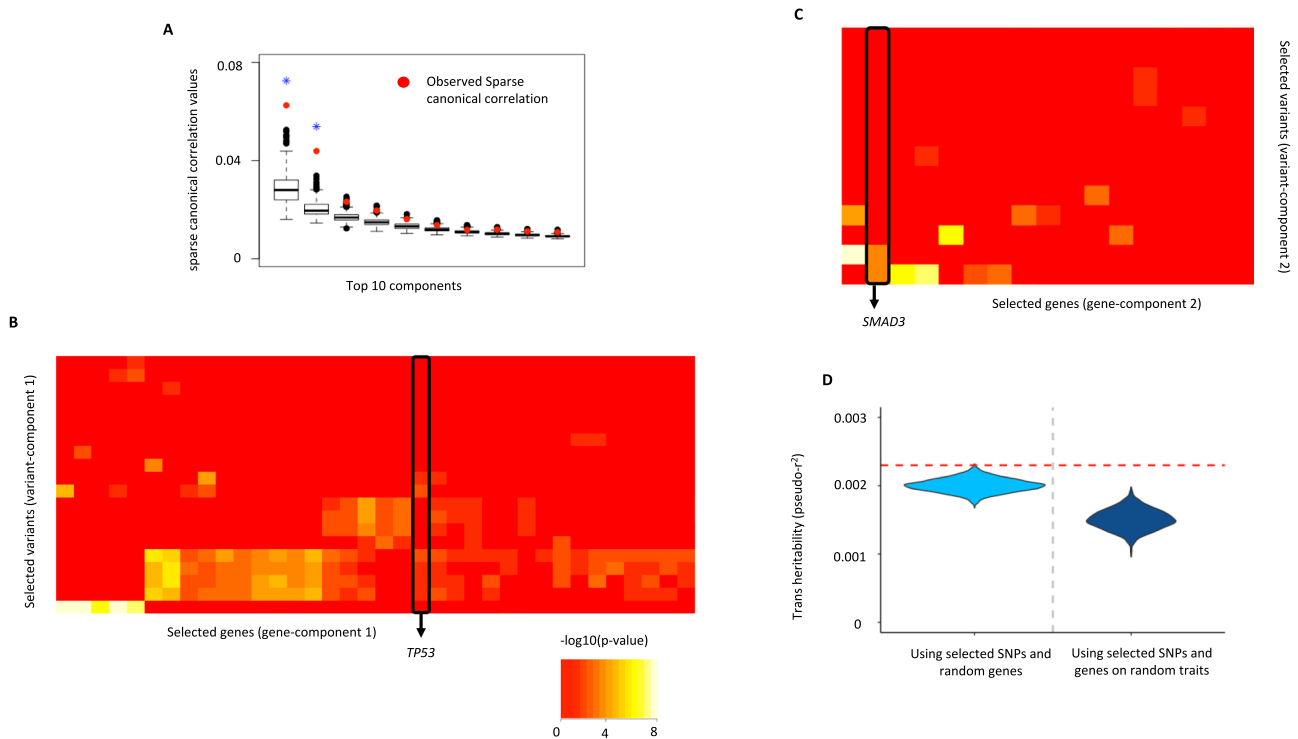 A
sparse canonical correlation values
0.08
0.04
0
Observed Sparse
canonical correlation
Top 10 components
B
Selected variants (variant-component 1)
Selected genes (gene-component 1)
TP53
-log10(p-value)
0 4 8
C
Selected variants (variant-component 2)
Selected genes (gene-component 2)
SMAD3
D
Trans heritability (pseudo-r²)
0.003
0.002
0.001
0
Using selected SNPs and
random genes
Using selected SNPs and
genes on random traits